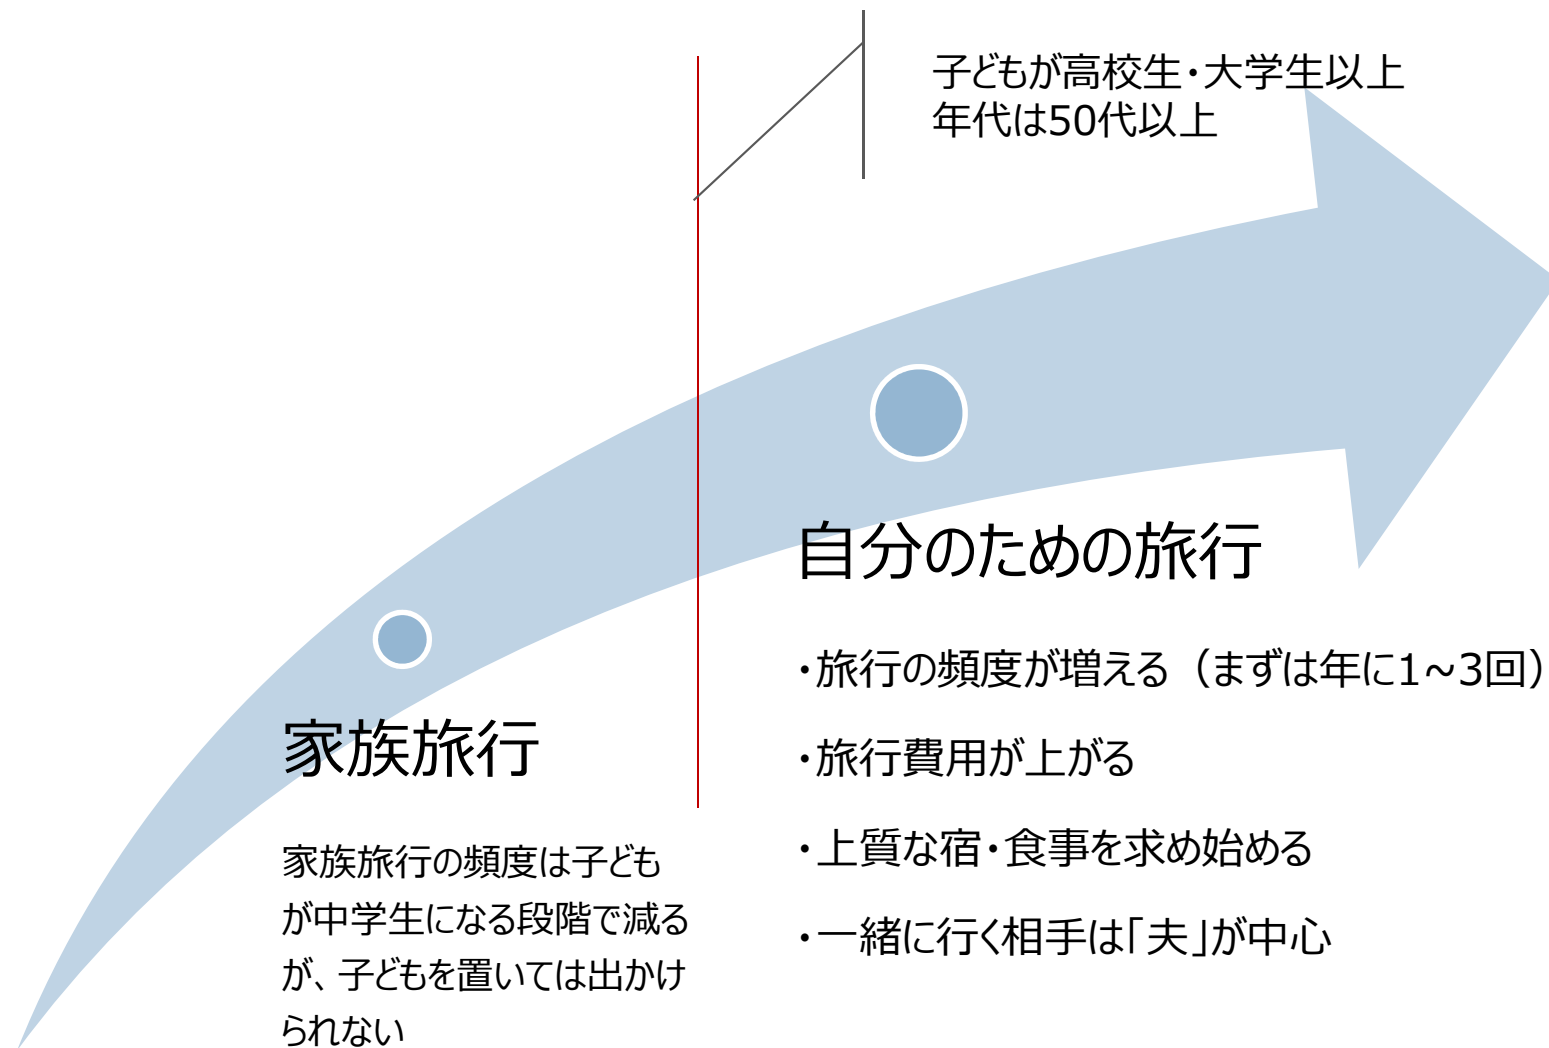 子どもが高校生・大学生以上
年代は50代以上
自分のための旅行
・旅行の頻度が増える（まずは年に1~3回）
・旅行費用が上がる
・上質な宿・食事を求め始める
・一緒に行く相手は「夫」が中心
家族旅行
家族旅行の頻度は子ども
が中学生になる段階で減る
が、子どもを置いては出かけ
られない